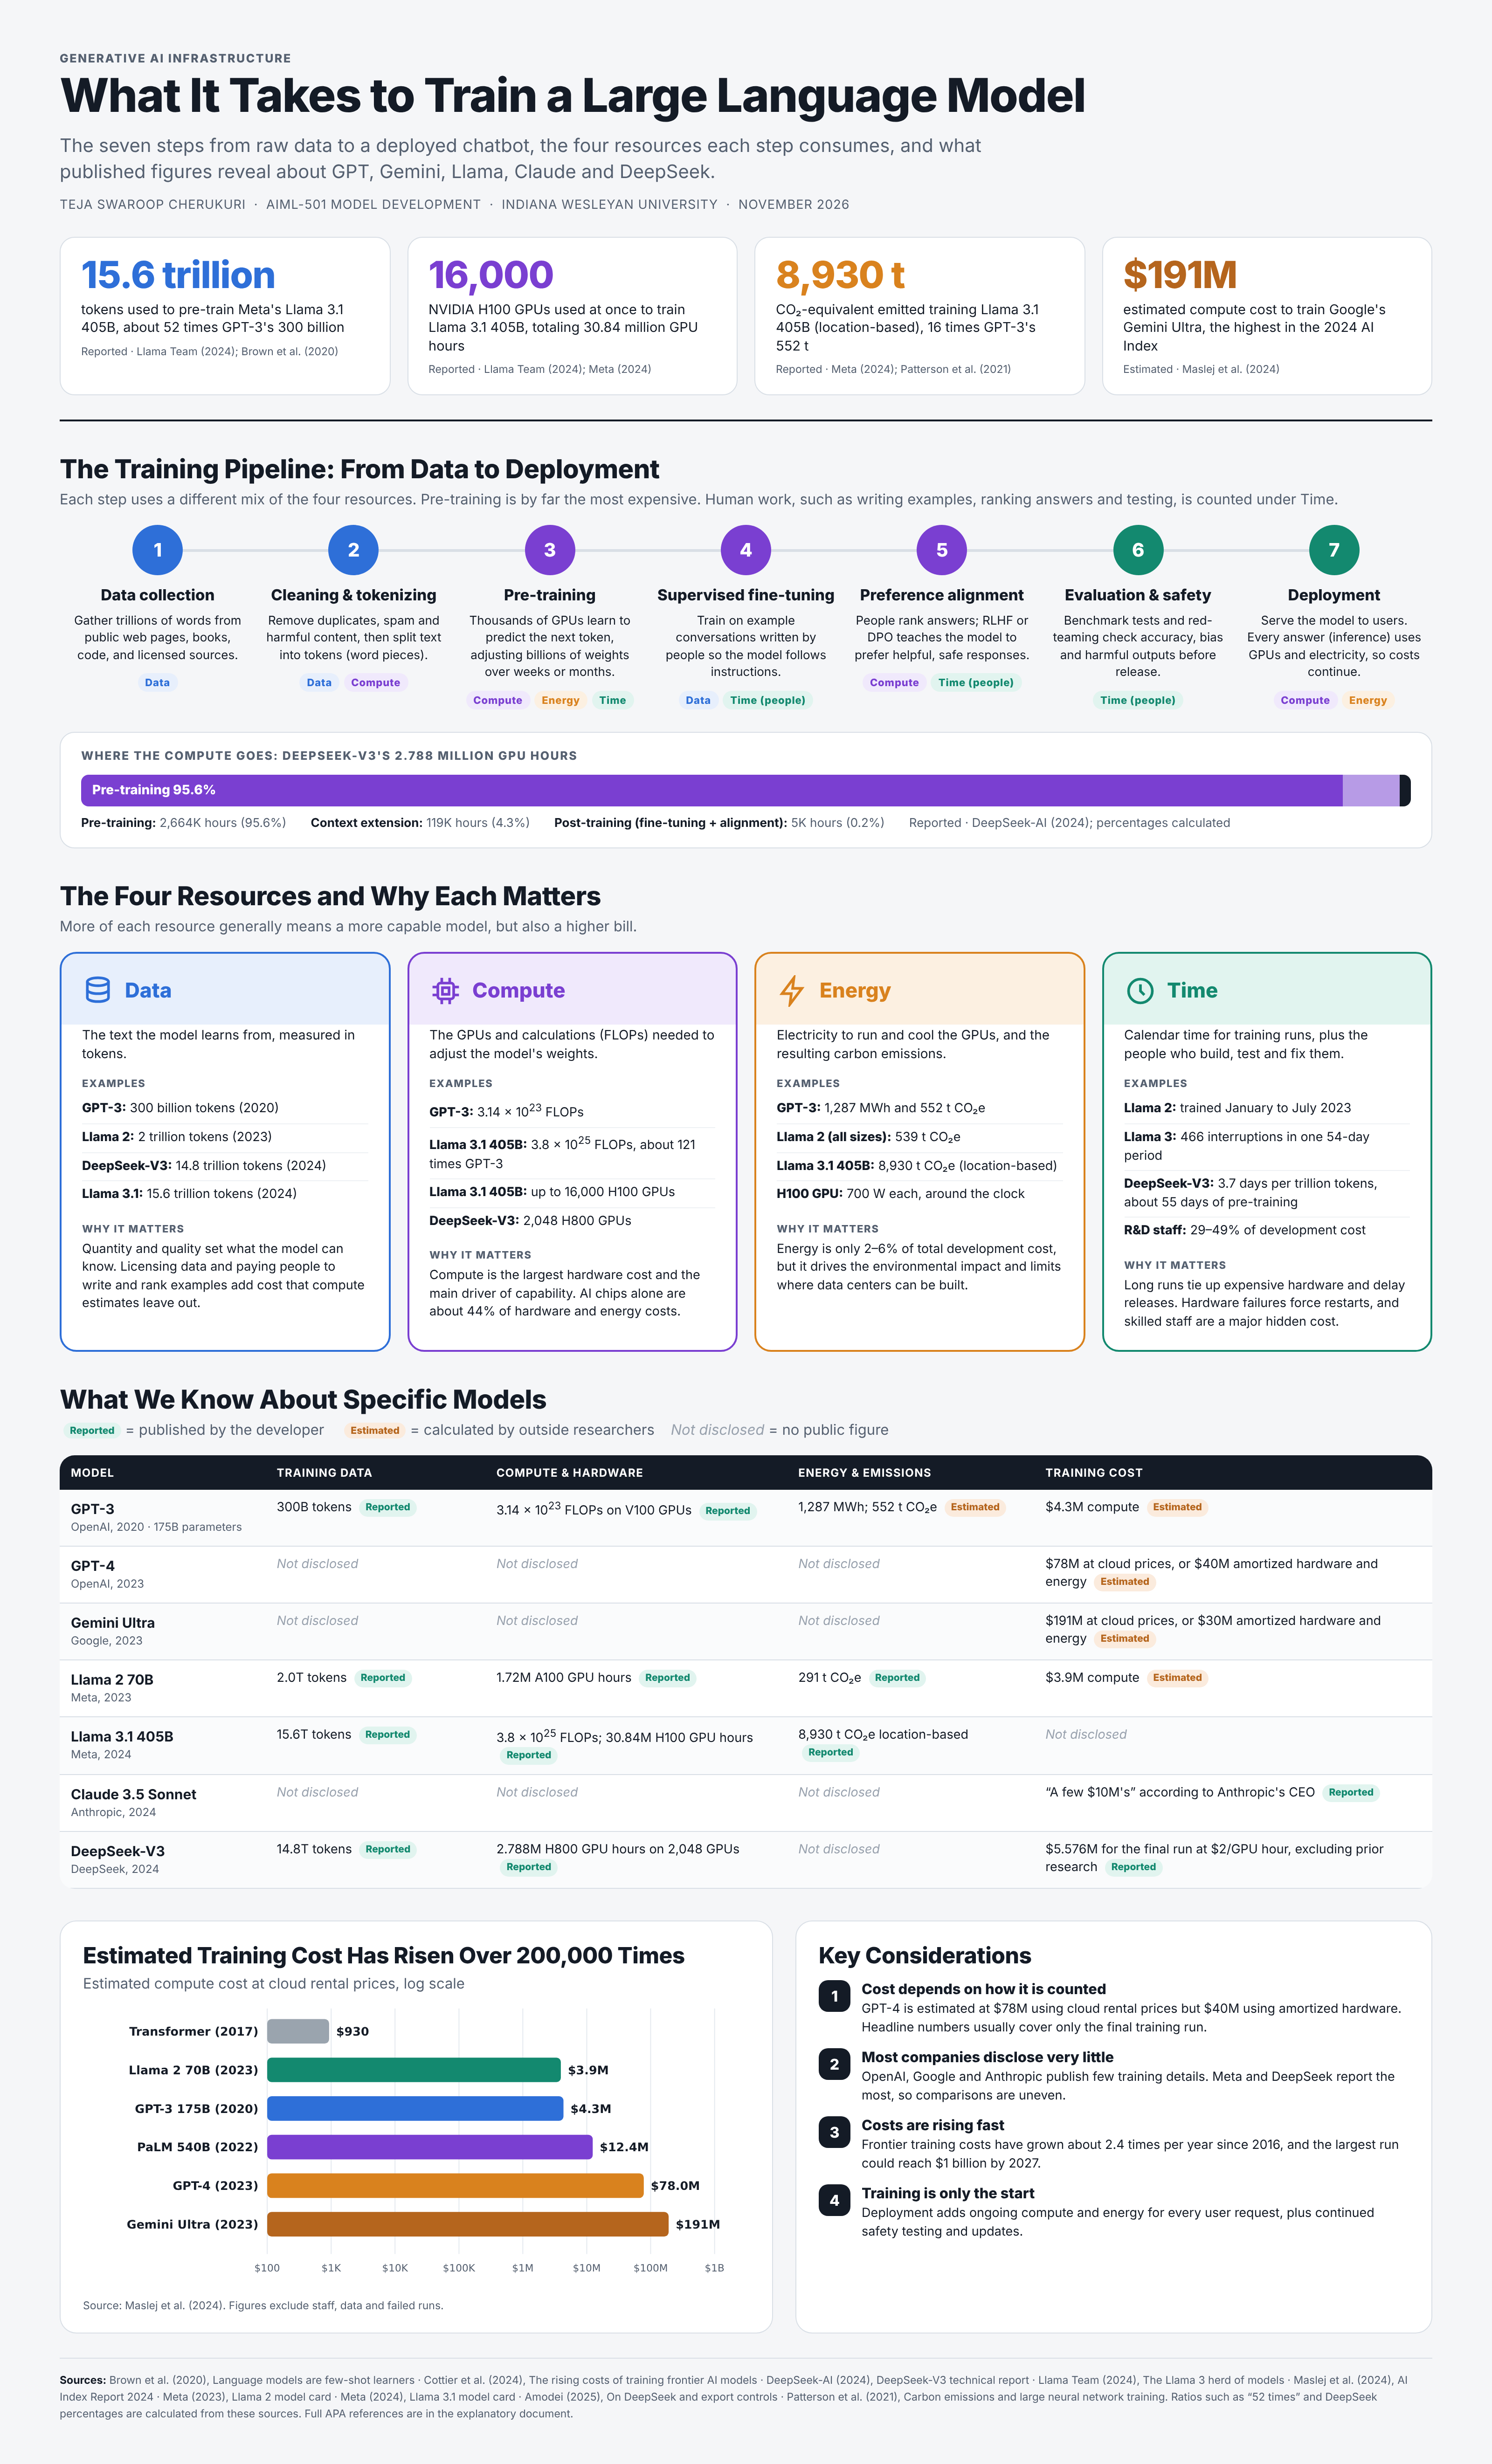 GENERATIVE AI INFRASTRUCTURE
What It Takes to Train a Large Language Model
The seven steps from raw data to a deployed chatbot, the four resources each step consumes, and what
published figures reveal about GPT, Gemini, Llama, Claude and DeepSeek.
TEJA SWAROOP CHERUKURI · AIML-501 MODEL DEVELOPMENT · INDIANA WESLEYAN UNIVERSITY · NOVEMBER 2026
15.6 trillion
tokens used to pre-train Meta's Llama 3.1
405B, about 52 times GPT-3's 300 billion
Reported · Llama Team (2024); Brown et al. (2020)
16,000
NVIDIA H100 GPUs used at once to train
Llama 3.1 405B, totaling 30.84 million GPU
hours
Reported · Llama Team (2024); Meta (2024)
8,930 t
CO₂-equivalent emitted training Llama 3.1
405B (location-based), 16 times GPT-3's
552 t
Reported · Meta (2024); Patterson et al. (2021)
$191M
estimated compute cost to train Google's
Gemini Ultra, the highest in the 2024 AI
Index
Estimated · Maslej et al. (2024)
The Training Pipeline: From Data to Deployment
Each step uses a different mix of the four resources. Pre-training is by far the most expensive. Human work, such as writing examples, ranking answers and testing, is counted under Time.
1
Data collection
Gather trillions of words from
public web pages, books,
code, and licensed sources.
Data
2
Cleaning & tokenizing
Remove duplicates, spam and
harmful content, then split text
into tokens (word pieces).
Data Compute
3
Pre-training
Thousands of GPUs learn to
predict the next token,
adjusting billions of weights
over weeks or months.
Compute Energy Time
4
Supervised fine-tuning
Train on example
conversations written by
people so the model follows
instructions.
Data Time (people)
5
Preference alignment
People rank answers; RLHF or
DPO teaches the model to
prefer helpful, safe responses.
Compute Time (people)
6
Evaluation & safety
Benchmark tests and red-
teaming check accuracy, bias
and harmful outputs before
release.
Time (people)
7
Deployment
Serve the model to users.
Every answer (inference) uses
GPUs and electricity, so costs
continue.
Compute Energy
WHERE THE COMPUTE GOES: DEEPSEEK-V3'S 2.788 MILLION GPU HOURS
Pre-training 95.6%
Pre-training: 2,664K hours (95.6%) Context extension: 119K hours (4.3%) Post-training (fine-tuning + alignment): 5K hours (0.2%) Reported · DeepSeek-AI (2024); percentages calculated
The Four Resources and Why Each Matters
More of each resource generally means a more capable model, but also a higher bill.
Data
The text the model learns from, measured in
tokens.
EXAMPLES
GPT-3: 300 billion tokens (2020)
Llama 2: 2 trillion tokens (2023)
DeepSeek-V3: 14.8 trillion tokens (2024)
Llama 3.1: 15.6 trillion tokens (2024)
WHY IT MATTERS
Quantity and quality set what the model can
know. Licensing data and paying people to
write and rank examples add cost that compute
estimates leave out.
Compute
The GPUs and calculations (FLOPs) needed to
adjust the model's weights.
EXAMPLES
GPT-3: 3.14 × 10²³ FLOPs
Llama 3.1 405B: 3.8 × 10²⁵ FLOPs, about 121
times GPT-3
Llama 3.1 405B: up to 16,000 H100 GPUs
DeepSeek-V3: 2,048 H800 GPUs
WHY IT MATTERS
Compute is the largest hardware cost and the
main driver of capability. AI chips alone are
about 44% of hardware and energy costs.
Energy
Electricity to run and cool the GPUs, and the
resulting carbon emissions.
EXAMPLES
GPT-3: 1,287 MWh and 552 t CO₂e
Llama 2 (all sizes): 539 t CO₂e
Llama 3.1 405B: 8,930 t CO₂e (location-based)
H100 GPU: 700 W each, around the clock
WHY IT MATTERS
Energy is only 2–6% of total development cost,
but it drives the environmental impact and limits
where data centers can be built.
Time
Calendar time for training runs, plus the
people who build, test and fix them.
EXAMPLES
Llama 2: trained January to July 2023
Llama 3: 466 interruptions in one 54-day
period
DeepSeek-V3: 3.7 days per trillion tokens,
about 55 days of pre-training
R&D staff: 29–49% of development cost
WHY IT MATTERS
Long runs tie up expensive hardware and delay
releases. Hardware failures force restarts, and
skilled staff are a major hidden cost.
What We Know About Specific Models
Reported = published by the developer Estimated = calculated by outside researchers Not disclosed = no public figure
MODEL TRAINING DATA COMPUTE & HARDWARE ENERGY & EMISSIONS TRAINING COST
GPT-3
OpenAI, 2020 · 175B parameters
300B tokens Reported
3.14 × 10²³ FLOPs on V100 GPUs Reported
1,287 MWh; 552 t CO₂e Estimated
$4.3M compute Estimated
GPT-4
OpenAI, 2023
Not disclosed
Not disclosed
Not disclosed
$78M at cloud prices, or $40M amortized hardware and
energy Estimated
Gemini Ultra
Google, 2023
Not disclosed
Not disclosed
Not disclosed
$191M at cloud prices, or $30M amortized hardware and
energy Estimated
Llama 2 70B
Meta, 2023
2.0T tokens Reported
1.72M A100 GPU hours Reported
291 t CO₂e Reported
$3.9M compute Estimated
Llama 3.1 405B
Meta, 2024
15.6T tokens Reported
3.8 × 10²⁵ FLOPs; 30.84M H100 GPU hours
Reported
8,930 t CO₂e location-based
Reported
Not disclosed
Claude 3.5 Sonnet
Anthropic, 2024
Not disclosed
Not disclosed
Not disclosed
“A few $10M's” according to Anthropic's CEO Reported
DeepSeek-V3
DeepSeek, 2024
14.8T tokens Reported
2.788M H800 GPU hours on 2,048 GPUs
Reported
Not disclosed
$5.576M for the final run at $2/GPU hour, excluding prior
research Reported
Estimated Training Cost Has Risen Over 200,000 Times
Estimated compute cost at cloud rental prices, log scale
Transformer (2017) $930
Llama 2 70B (2023) $3.9M
GPT-3 175B (2020) $4.3M
PaLM 540B (2022) $12.4M
GPT-4 (2023) $78.0M
Gemini Ultra (2023) $191M
$100 $1K $10K $100K $1M $10M $100M $1B
Source: Maslej et al. (2024). Figures exclude staff, data and failed runs.
Key Considerations
1
Cost depends on how it is counted
GPT-4 is estimated at $78M using cloud rental prices but $40M using amortized hardware.
Headline numbers usually cover only the final training run.
2
Most companies disclose very little
OpenAI, Google and Anthropic publish few training details. Meta and DeepSeek report the
most, so comparisons are uneven.
3
Costs are rising fast
Frontier training costs have grown about 2.4 times per year since 2016, and the largest run
could reach $1 billion by 2027.
4
Training is only the start
Deployment adds ongoing compute and energy for every user request, plus continued
safety testing and updates.
Sources: Brown et al. (2020), Language models are few-shot learners · Cottier et al. (2024), The rising costs of training frontier AI models · DeepSeek-AI (2024), DeepSeek-V3 technical report · Llama Team (2024), The Llama 3 herd of models · Maslej et al. (2024), AI
Index Report 2024 · Meta (2023), Llama 2 model card · Meta (2024), Llama 3.1 model card · Amodei (2025), On DeepSeek and export controls · Patterson et al. (2021), Carbon emissions and large neural network training. Ratios such as “52 times” and DeepSeek
percentages are calculated from these sources. Full APA references are in the explanatory document.